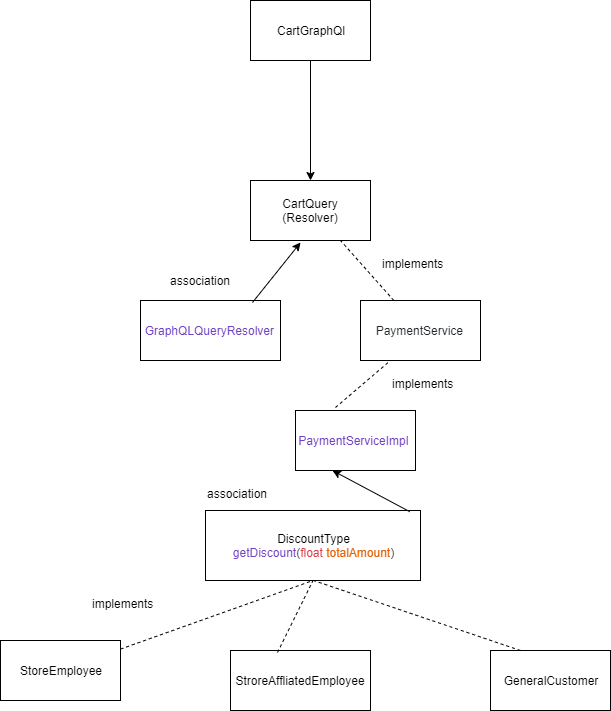 CartGraphQl
CartQuery
(Resolver)
implements
association
GraphQLQueryResolver
PaymentService
implements
PaymentServiceImpl
association
DiscountType
getDiscount(float totalAmount)
implements
StoreEmployee
StroreAffliatedEmployee
GeneralCustomer